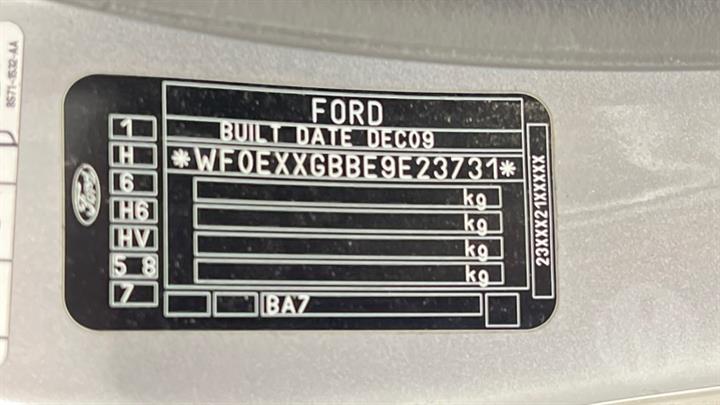 8S71-1532-AA
FORD
BUILT DATE DEC09
*WF0EXXGBBE9E23731*
kg
kg
kg
kg
1
H
6
H6
HV
5 8
7
Ford
BA7
23XXX21XXXXX